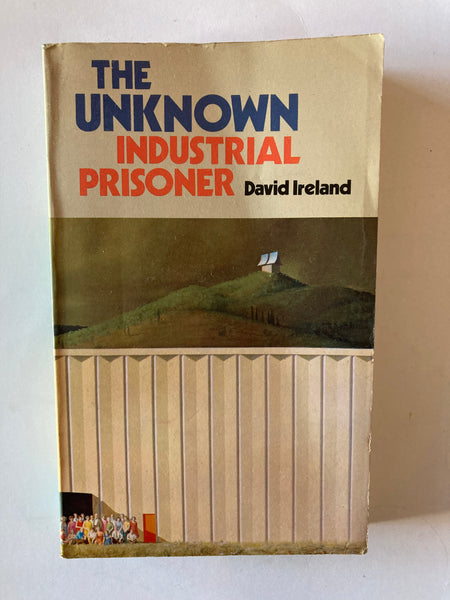 THE
UNKNOWN
INDUSTRIAL
PRISONER David Ireland